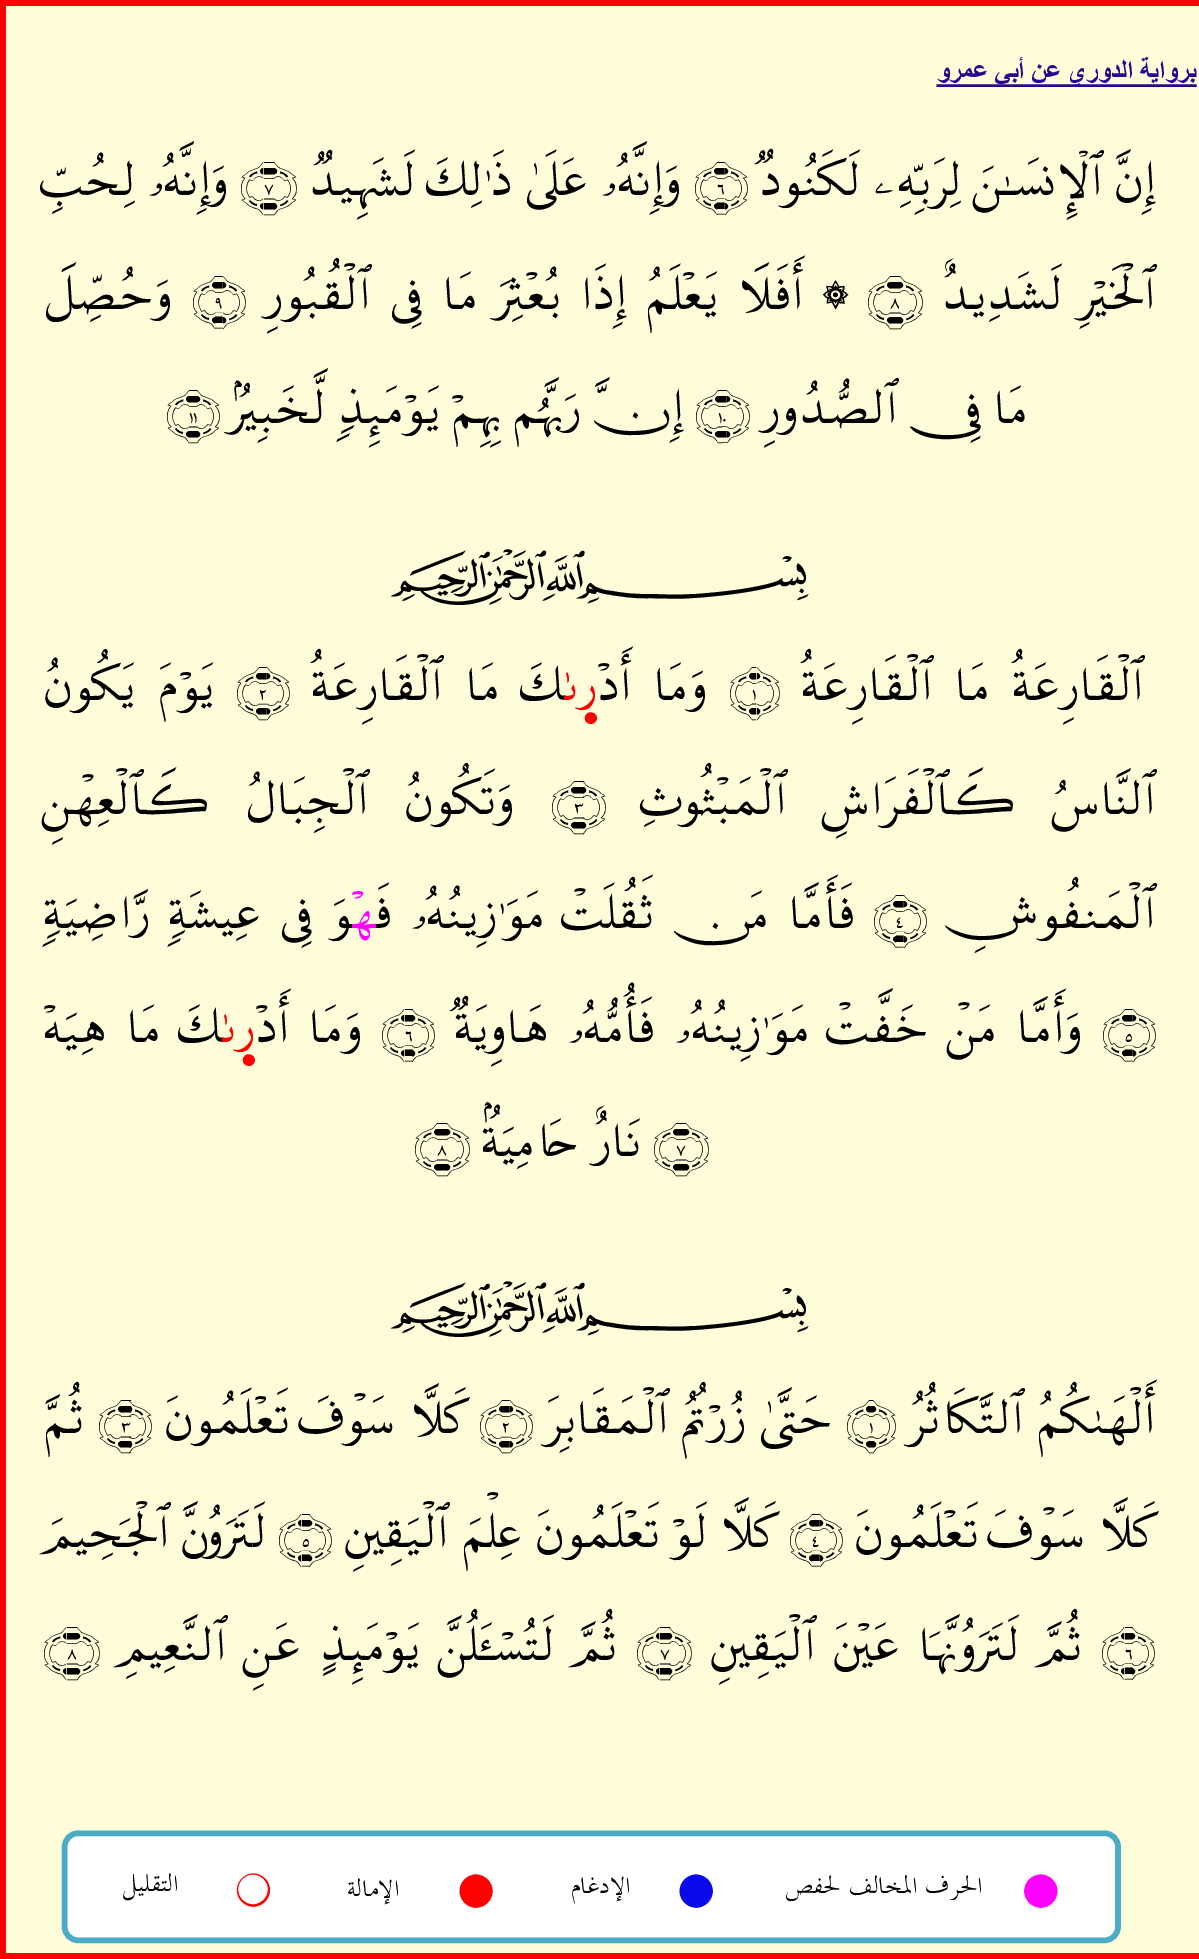 برواية الدوري عن أبي عمرو
إِنَّ ٱلْإِنسَٰنَ لِرَبِّهِۦ لَكَنُودٌ ٦ وَإِنَّهُۥ عَلَىٰ ذَٰلِكَ لَشَهِيدٌ ٧ وَإِنَّهُۥ لِحُبِّ
ٱلْخَيْرِ لَشَدِيدٌ ٨ ۞ أَفَلَا يَعْلَمُ إِذَا بُعْثِرَ مَا فِى ٱلْقُبُورِ ٩ وَحُصِّلَ
مَا فِى ٱلصُّدُورِ ١٠ إِنَّ رَبَّهُم بِهِمْ يَوْمَئِذٍ لَّخَبِيرٌۢ ١١
بِسْمِ ٱللَّهِ ٱلرَّحْمَٰنِ ٱلرَّحِيمِ
ٱلْقَارِعَةُ مَا ٱلْقَارِعَةُ ١ وَمَا أَدْرِىٰكَ مَا ٱلْقَارِعَةُ ٢ يَوْمَ يَكُونُ
ٱلنَّاسُ كَٱلْفَرَاشِ ٱلْمَبْثُوثِ ٣ وَتَكُونُ ٱلْجِبَالُ كَٱلْعِهْنِ
ٱلْمَنفُوشِ ٤ فَأَمَّا مَن ثَقُلَتْ مَوَٰزِينُهُۥ فَهْوَ فِى عِيشَةٍ رَّاضِيَةٍ
٥ وَأَمَّا مَنْ خَفَّتْ مَوَٰزِينُهُۥ فَأُمُّهُۥ هَاوِيَةٌ ٦ وَمَا أَدْرِىٰكَ مَا هِيَهْ
٧ نَارٌ حَامِيَةٌۢ ٨
بِسْمِ ٱللَّهِ ٱلرَّحْمَٰنِ ٱلرَّحِيمِ
أَلْهَىٰكُمُ ٱلتَّكَاثُرُ ١ حَتَّىٰ زُرْتُمُ ٱلْمَقَابِرَ ٢ كَلَّا سَوْفَ تَعْلَمُونَ ٣ ثُمَّ
كَلَّا سَوْفَ تَعْلَمُونَ ٤ كَلَّا لَوْ تَعْلَمُونَ عِلْمَ ٱلْيَقِينِ ٥ لَتَرَوُنَّ ٱلْجَحِيمَ
٦ ثُمَّ لَتَرَوُنَّهَا عَيْنَ ٱلْيَقِينِ ٧ ثُمَّ لَتُسْـَٔلُنَّ يَوْمَئِذٍ عَنِ ٱلنَّعِيمِ ٨
الحرف المخالف لحفص الإدغام الإمالة التقليل